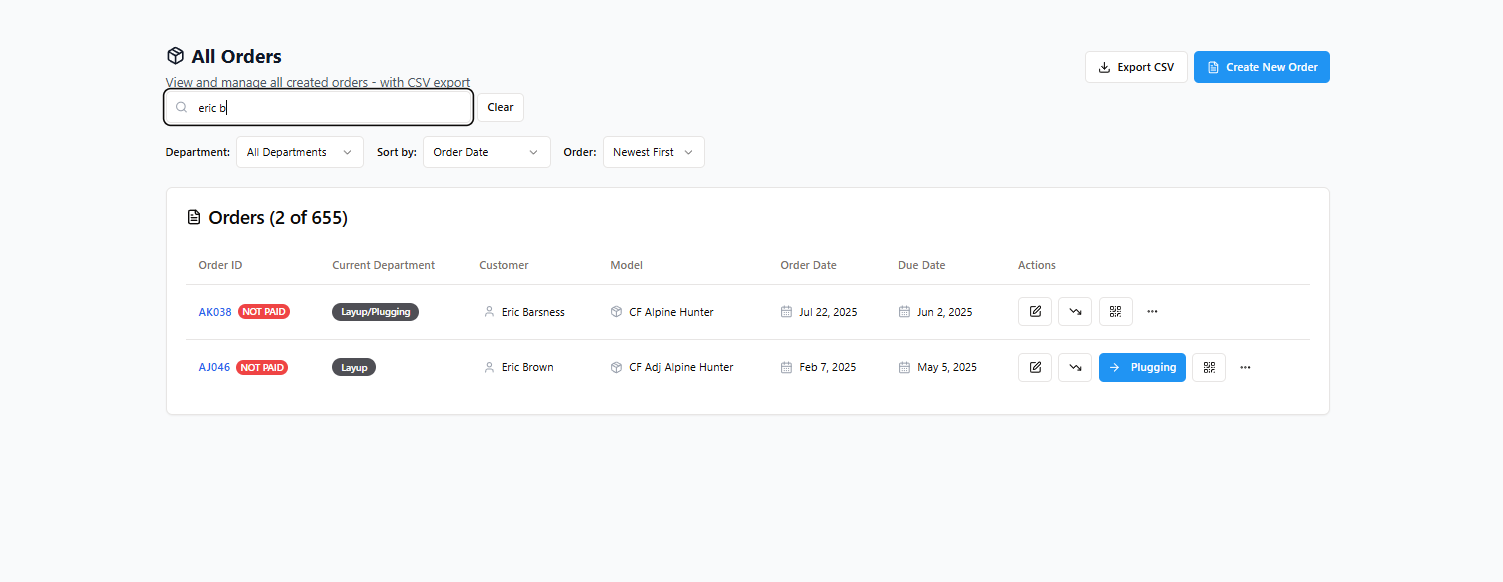 All Orders
View and manage all created orders - with CSV export
Export CSV
Create New Order
eric b
Clear
Department: All Departments Sort by: Order Date Order: Newest First
Orders (2 of 655)
Order ID Current Department Customer Model Order Date Due Date Actions
AK038 NOT PAID Layup/Plugging Eric Barsness CF Alpine Hunter Jul 22, 2025 Jun 2, 2025
AJ046 NOT PAID Layup Eric Brown CF Adj Alpine Hunter Feb 7, 2025 May 5, 2025 Plugging